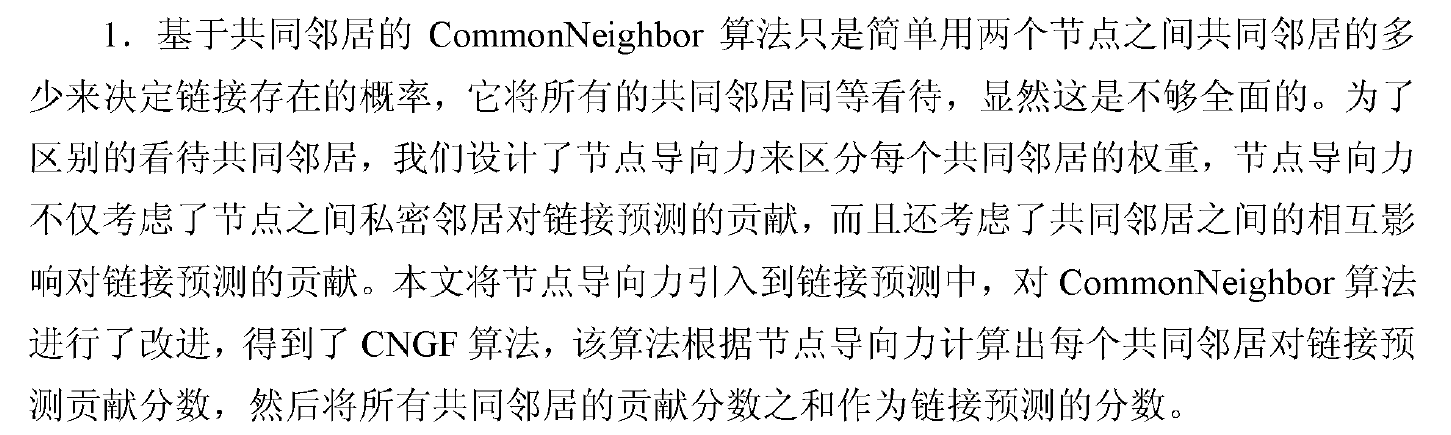 1．基于共同邻居的 CommonNeighbor 算法只是简单用两个节点之间共同邻居的多
少来决定链接存在的概率，它将所有的共同邻居同等看待，显然这是不够全面的。为了
区别的看待共同邻居，我们设计了节点导向力来区分每个共同邻居的权重，节点导向力
不仅考虑了节点之间私密邻居对链接预测的贡献，而且还考虑了共同邻居之间的相互影
响对链接预测的贡献。本文将节点导向力引入到链接预测中，对 CommonNeighbor 算法
进行了改进，得到了 CNGF 算法，该算法根据节点导向力计算出每个共同邻居对链接预
测贡献分数，然后将所有共同邻居的贡献分数之和作为链接预测的分数。